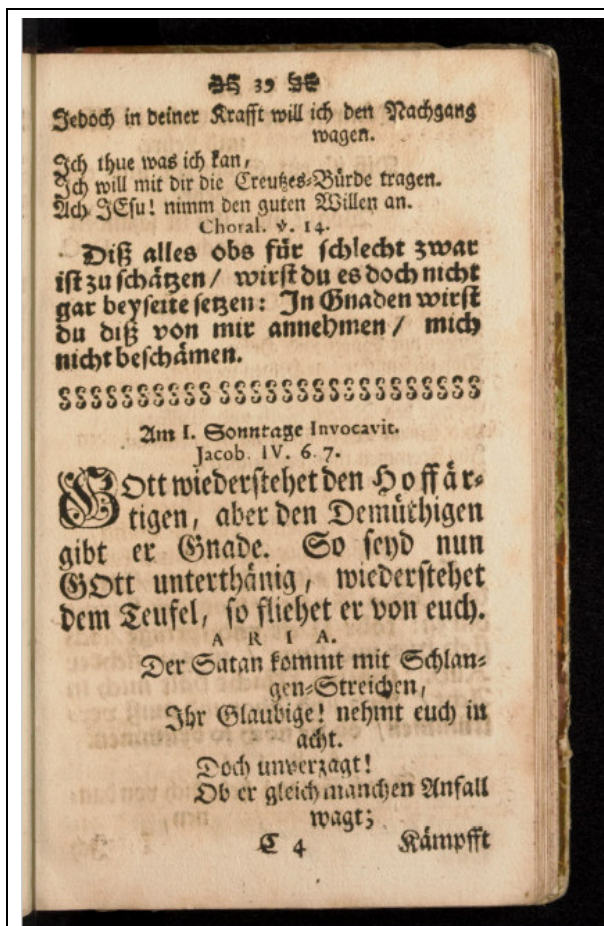 39
Jedoch in deiner Krafft will ich den Nachgang
wagen.
Ich thue was ich kan,
Ich will mit dir die Creutzes-Bürde tragen.
Ach JEsu! nimm den guten Willen an.
Choral. v. 14.
Diß alles obs für schlecht zwar
ist zu schätzen / wirst du es doch nicht
gar beyseite setzen: In Gnaden wirst
du diß von mir annehmen / mich
nicht beschämen.
Am I. Sonntage Invocavit.
Jacob. IV. 6. 7.
GOtt wiederstehet den Hoffär-
tigen, aber den Demüthigen
gibt er Gnade. So seyd nun
GOtt unterthänig, wiederstehet
dem Teufel, so fliehet er von euch.
ARIA.
Der Satan kommt mit Schlan-
gen-Streichen,
Ihr Glaubige! nehmt euch in
acht.
Doch unverzagt!
Ob er gleich manchen Anfall
wagt;
C 4 Kämpfft